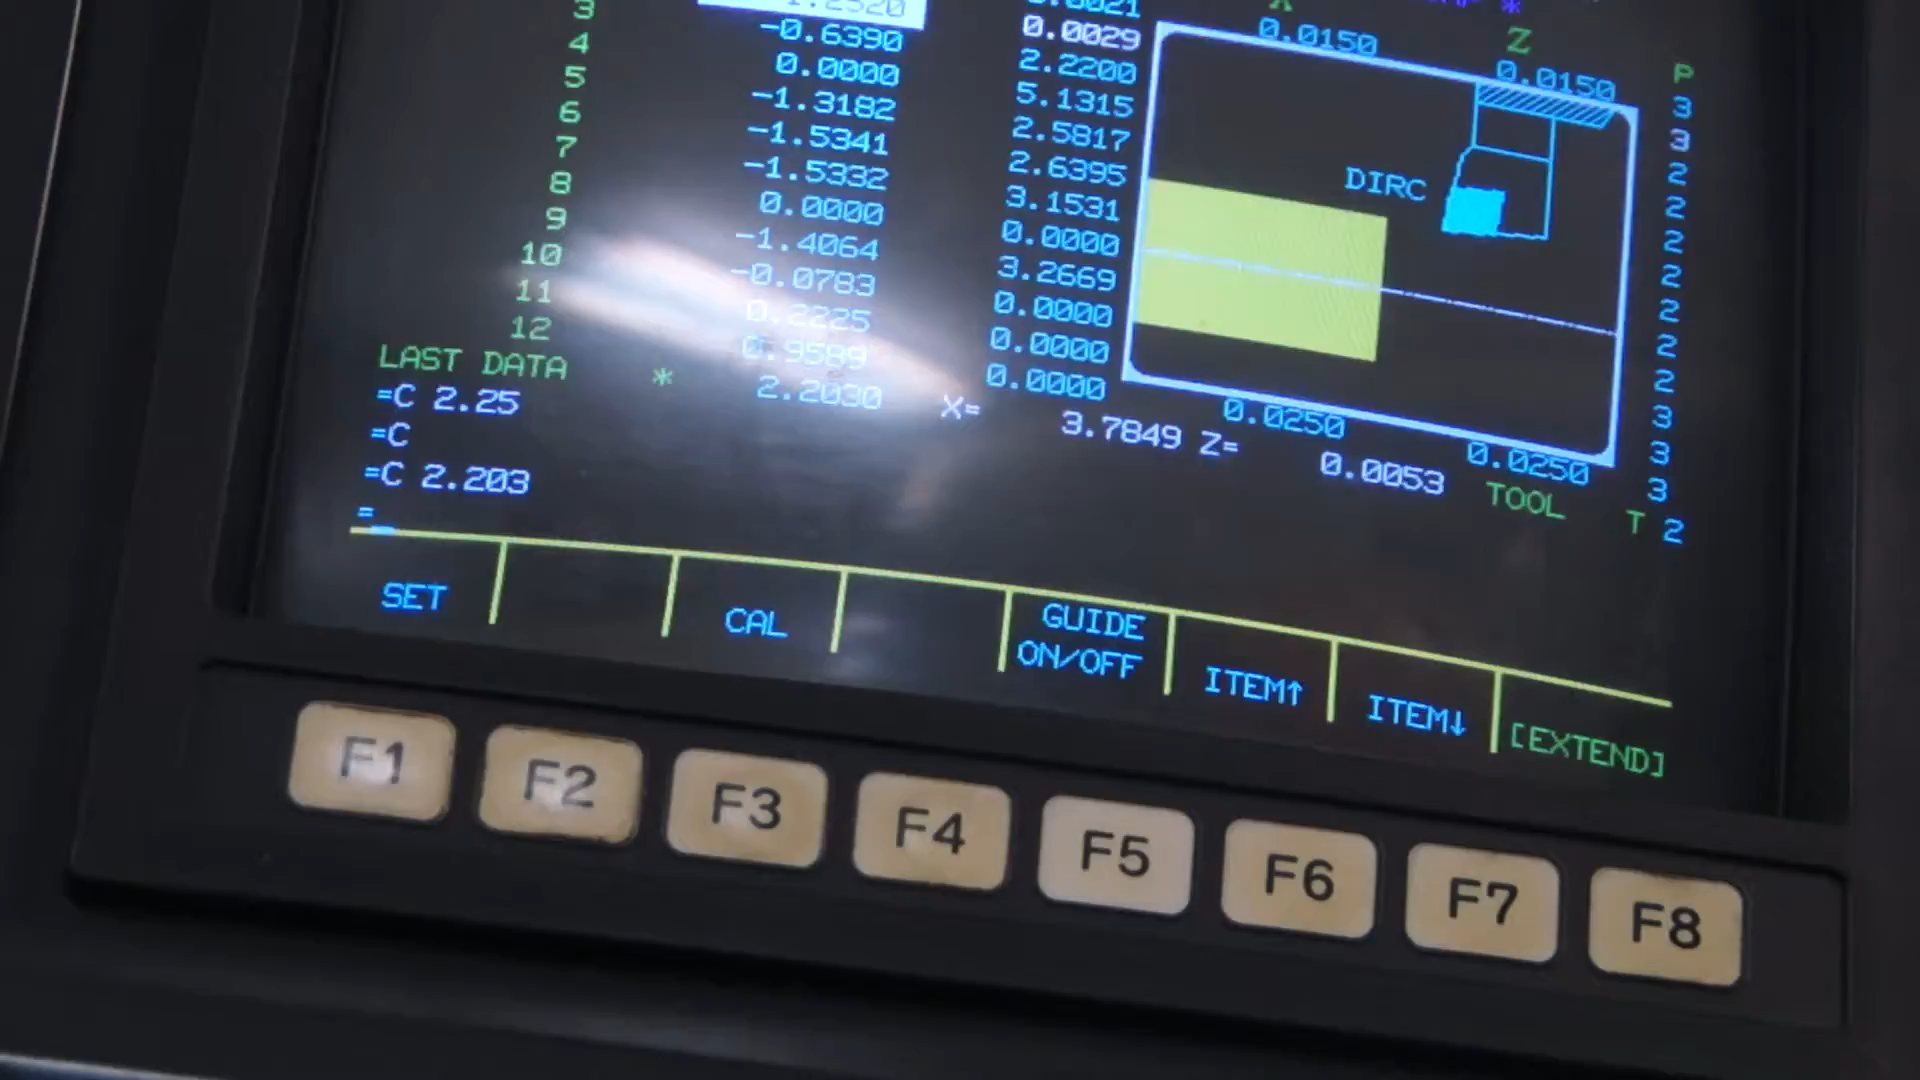 X Z P
0.0150 0.0150
0.0021 3
-1.2520 0.0029 3
3 -0.6390 2.2200 2
4 0.0000 5.1315 2
5 -1.3182 2.5817 2
6 -1.5341 2.6395 2
7 -1.5332 3.1531 2
8 0.0000 0.0000 2
9 -1.4064 3.2669 2
10 -0.0783 0.0000 3
11 0.2225 0.0000 3
12 0.9589 0.0000 3
DIRC
0.0250 0.0250
LAST DATA * 2.2030 X= 3.7849 Z= 0.0053
TOOL T 2
=C 2.25
=C
=C 2.203
=_
SET CAL GUIDE ON/OFF ITEM↑ ITEM↓ [EXTEND]
F1 F2 F3 F4 F5 F6 F7 F8